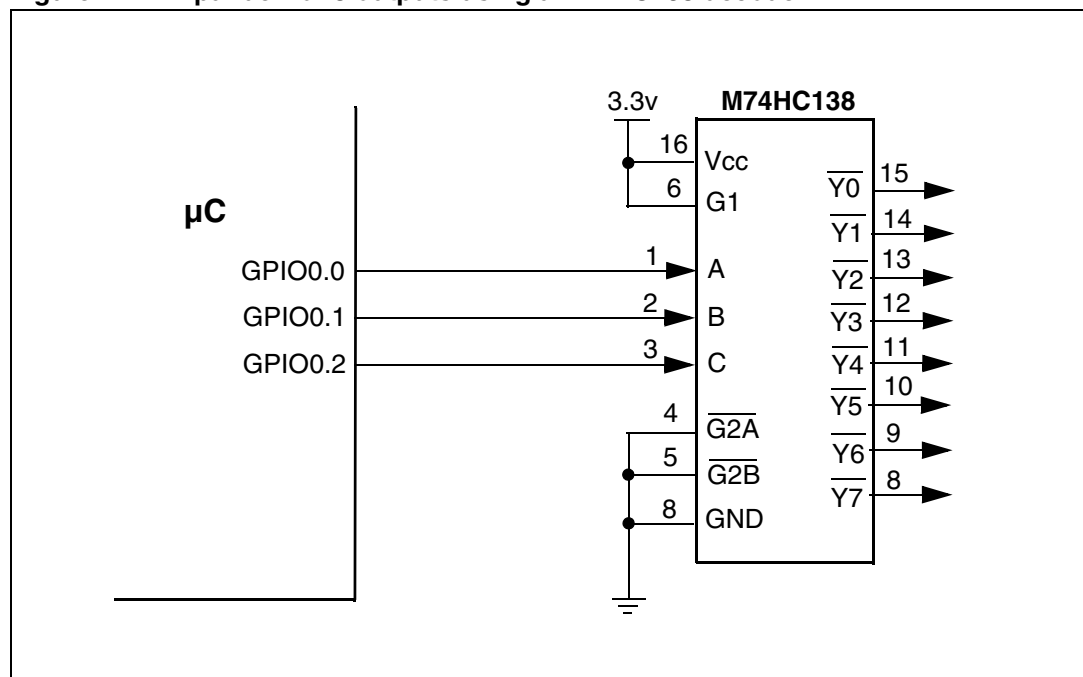 3.3v
M74HC138
16
Vcc
6
G1
µC
GPIO0.0
1
A
GPIO0.1
2
B
GPIO0.2
3
C
4
G2A
5
G2B
8
GND
Y0
15
Y1
14
Y2
13
Y3
12
Y4
11
Y5
10
Y6
9
Y7
8